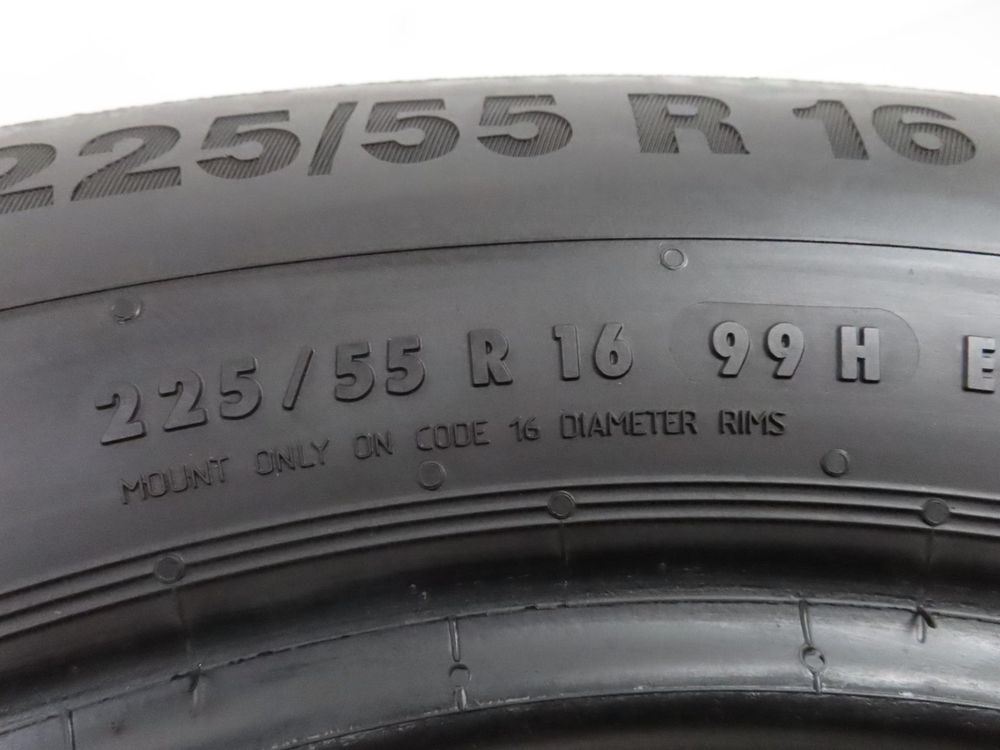 225/55 R 16
225/55 R 16 99 H E
MOUNT ONLY ON CODE 16 DIAMETER RIMS